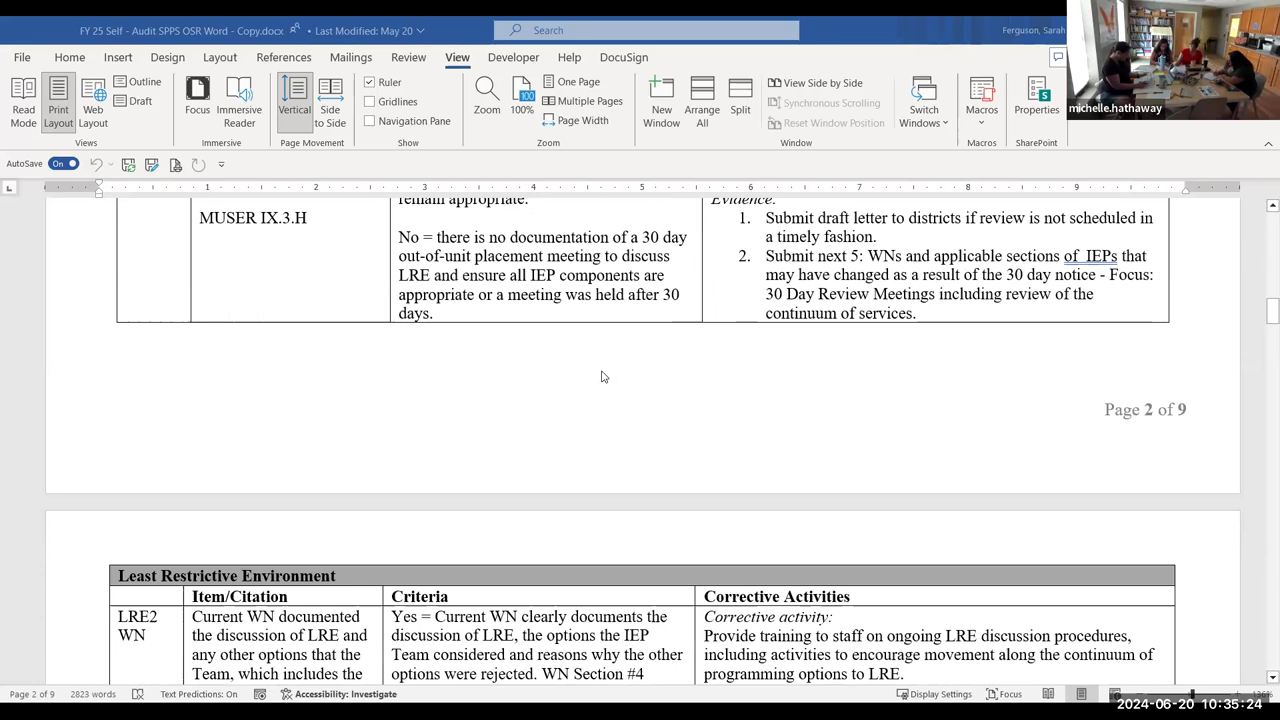 FY 25 Self - Audit SPPS OSR Word - Copy.docx
• Last Modified: May 20
Search
Ferguson, Sarah
michelle.hathaway
File Home Insert Design Layout References Mailings Review View Developer Help DocuSign
Read Mode
Print Layout
Web Layout
Outline
Draft
Views
Focus
Immersive Reader
Immersive
Vertical
Side to Side
Page Movement
Ruler
Gridlines
Navigation Pane
Show
Zoom
100
100%
One Page
Multiple Pages
Page Width
Zoom
New Window
Arrange All
Split
View Side by Side
Synchronous Scrolling
Reset Window Position
Window
Switch Windows
Macros
Macros
Properties
SharePoint
AutoSave On
1 2 3 4 5 6 7 8 9
MUSER IX.3.H
remain appropriate.
No = there is no documentation of a 30 day
out-of-unit placement meeting to discuss
LRE and ensure all IEP components are
appropriate or a meeting was held after 30
days.
Evidence:
1. Submit draft letter to districts if review is not scheduled in
a timely fashion.
2. Submit next 5: WNs and applicable sections of IEPs that
may have changed as a result of the 30 day notice - Focus:
30 Day Review Meetings including review of the
continuum of services.
Page 2 of 9
Least Restrictive Environment
Item/Citation Criteria Corrective Activities
LRE2
WN
Current WN documented
the discussion of LRE and
any other options that the
Team, which includes the
Yes = Current WN clearly documents the
discussion of LRE, the options the IEP
Team considered and reasons why the other
options were rejected. WN Section #4
Corrective activity:
Provide training to staff on ongoing LRE discussion procedures,
including activities to encourage movement along the continuum of
programming options to LRE.
Page 2 of 9 2823 words Text Predictions: On Accessibility: Investigate Display Settings Focus 136%
2024-06-20 10:35:24